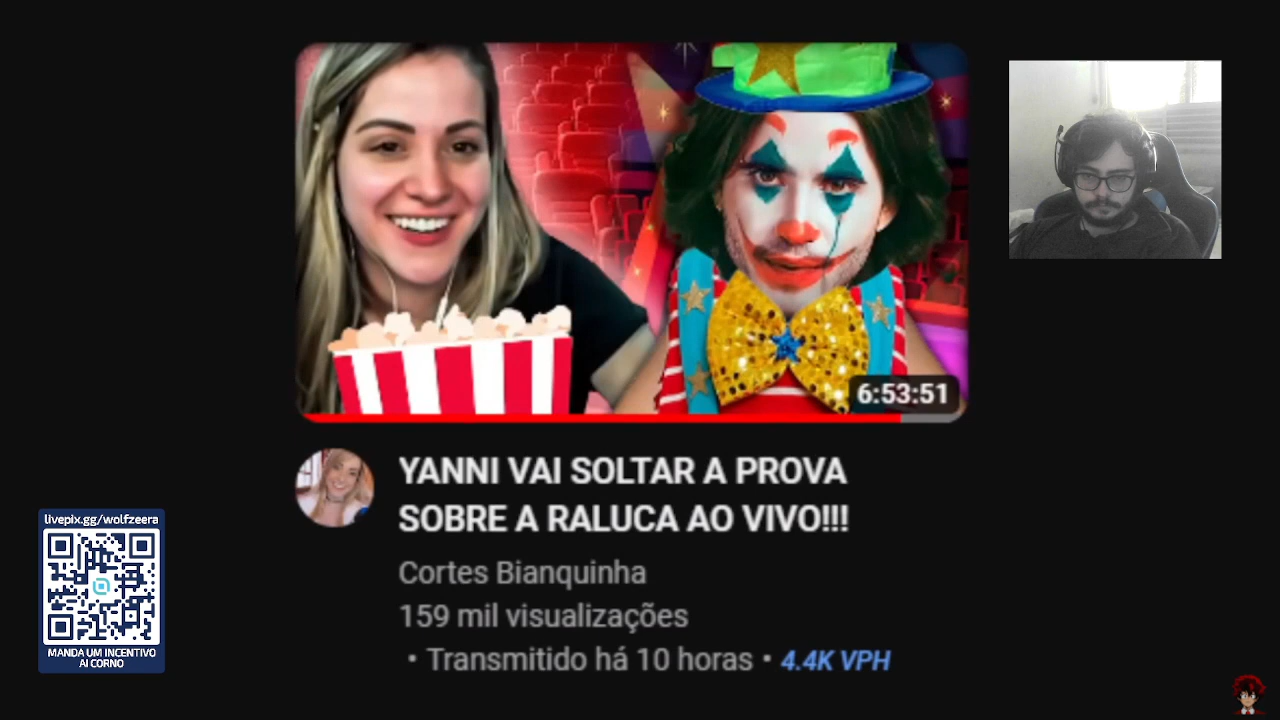 6:53:51
YANNI VAI SOLTAR A PROVA
SOBRE A RALUCA AO VIVO!!!
Cortes Bianquinha
159 mil visualizações
• Transmitido há 10 horas • 4.4K VPH
livepix.gg/wolfzeera
MANDA UM INCENTIVO
AI CORNO